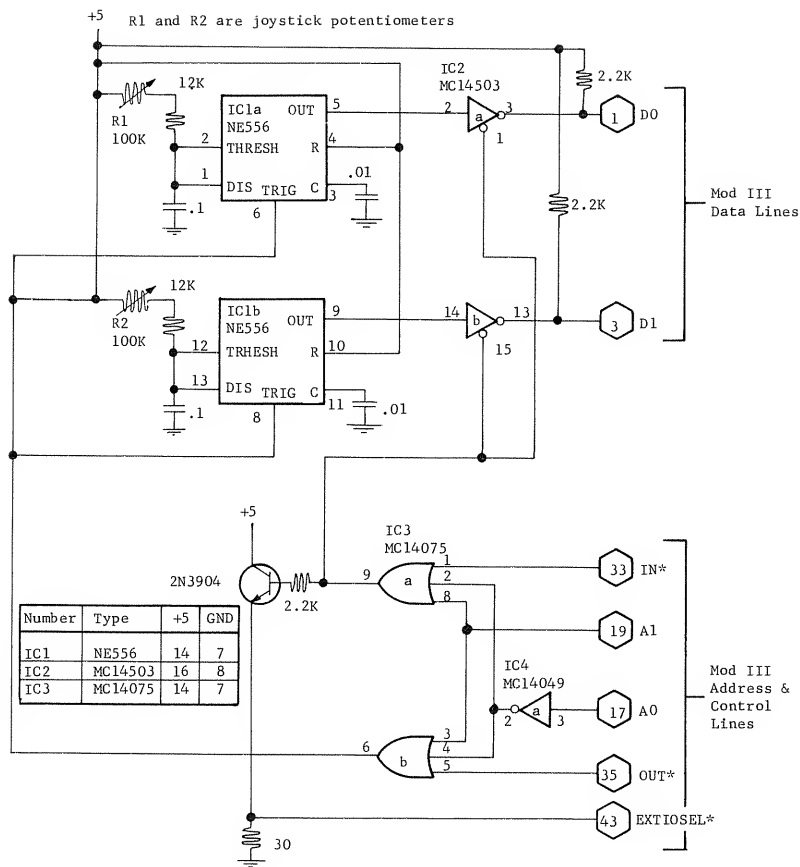 +5 R1 and R2 are joystick potentiometers
12K
R1
100K
IC1a OUT
NE556
THRESH R
DIS TRIG C
5
2
4
1
3
6
.01
.1
IC2
MC14503
2 a 3
1
2.2K
1 D0
2.2K
Mod III
Data Lines
12K
R2
100K
IC1b OUT
NE556
TRHESH R
DIS TRIG C
9
12
10
13
11
8
.01
.1
14 b 13
15
3 D1
+5
2N3904
2.2K
IC3
MC14075
9 a 1
2
8
33 IN*
19 A1
IC4
MC14049
2 a 3
17 A0
6 b 3
4
5
35 OUT*
43 EXTIOSEL*
30
Mod III
Address &
Control
Lines
Number Type +5 GND
IC1 NE556 14 7
IC2 MC14503 16 8
IC3 MC14075 14 7